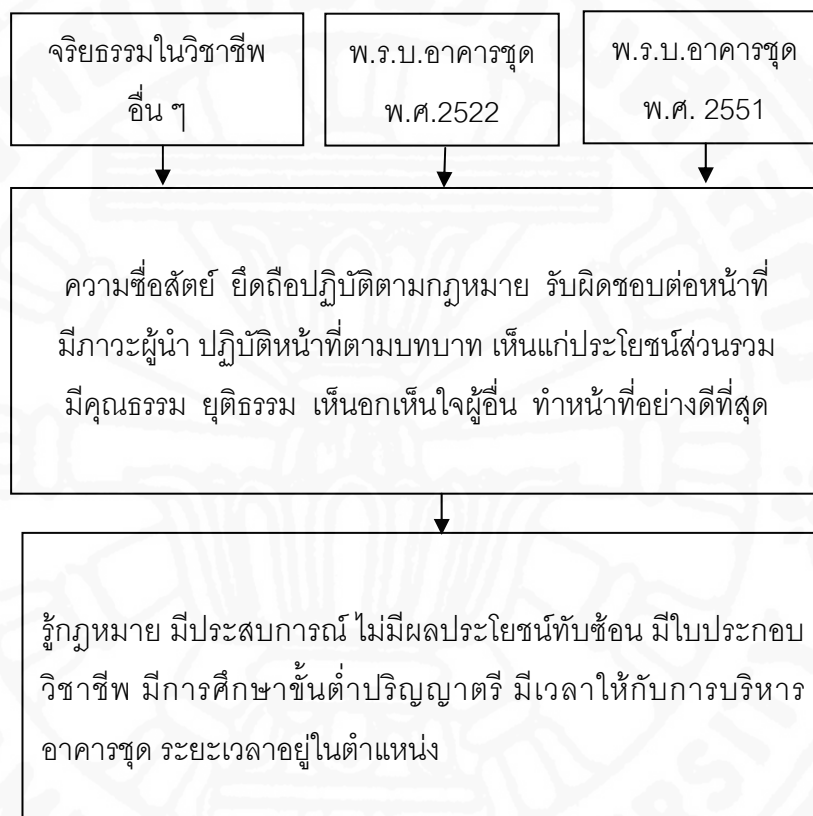 จริยธรรมในวิชาชีพ
อื่น ๆ
พ.ร.บ.อาคารชุด
พ.ศ.2522
พ.ร.บ.อาคารชุด
พ.ศ. 2551
ความซื่อสัตย์ ยึดถือปฏิบัติตามกฎหมาย รับผิดชอบต่อหน้าที่
มีภาวะผู้นำ ปฏิบัติหน้าที่ตามบทบาท เห็นแก่ประโยชน์ส่วนรวม
มีคุณธรรม ยุติธรรม เห็นอกเห็นใจผู้อื่น ทำหน้าที่อย่างดีที่สุด
รู้กฎหมาย มีประสบการณ์ ไม่มีผลประโยชน์ทับซ้อน มีใบประกอบ
วิชาชีพ มีการศึกษาขั้นต่ำปริญญาตรี มีเวลาให้กับการบริหาร
อาคารชุด ระยะเวลาอยู่ในตำแหน่ง